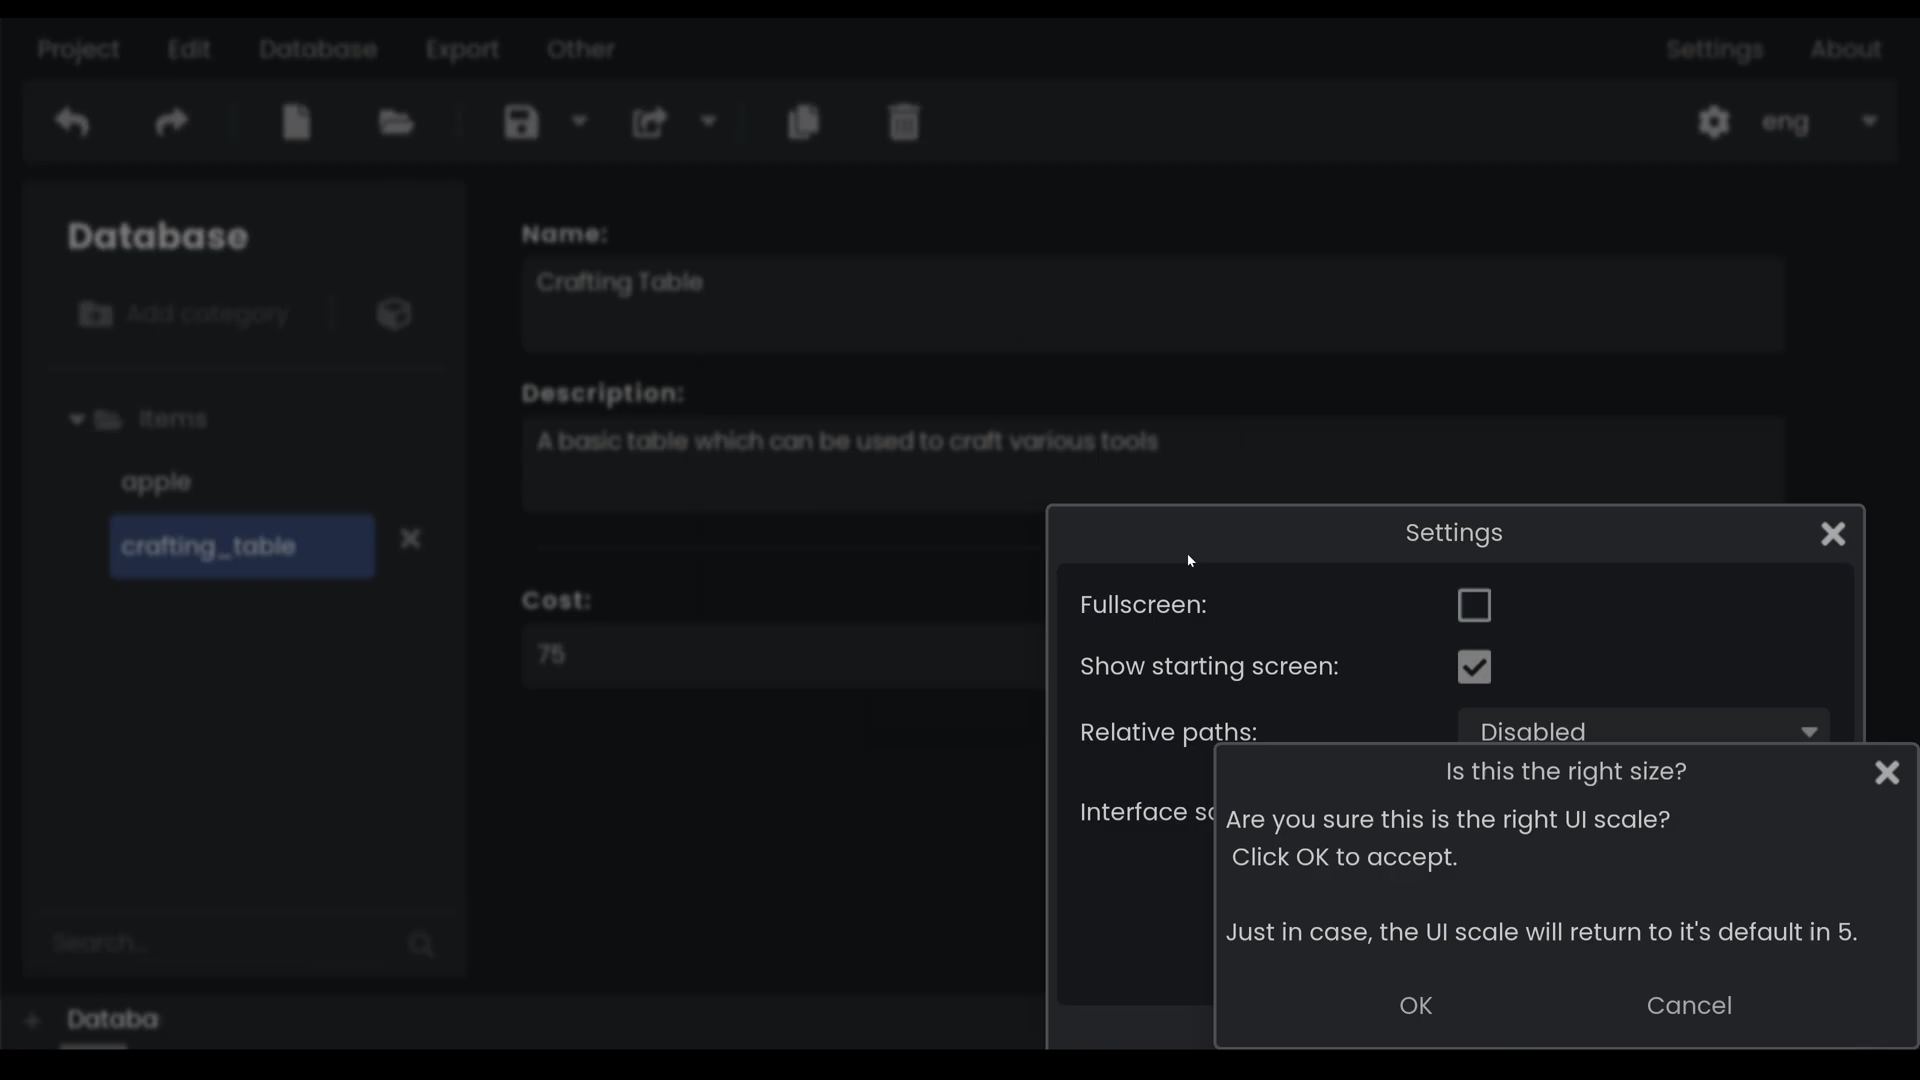 Project Edit Database Export Other Settings About
eng
Database
Add category
Items
apple
crafting_table
Search...
Databa
Name:
Crafting Table
Description:
A basic table which can be used to craft various tools
Cost:
75
Settings
Fullscreen:
Show starting screen:
Relative paths: Disabled
Interface sc
Is this the right size?
Are you sure this is the right UI scale?
Click OK to accept.
Just in case, the UI scale will return to it's default in 5.
OK Cancel